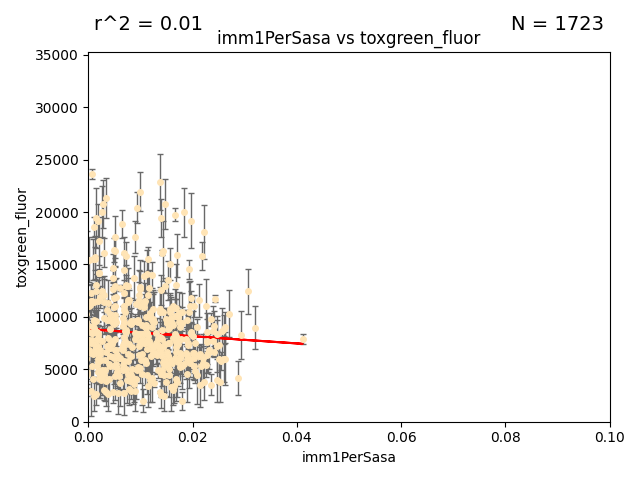 r^2 = 0.01
N = 1723
imm1PerSasa vs toxgreen_fluor
35000
30000
25000
20000
15000
10000
5000
0
toxgreen_fluor
0.00
0.02
0.04
0.06
0.08
0.10
imm1PerSasa